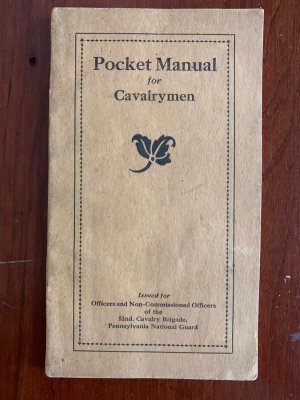 Pocket Manual
for
Cavalrymen
Issued for
Officers and Non-Commissioned Officers
of the
52nd. Cavalry Brigade,
Pennsylvania National Guard